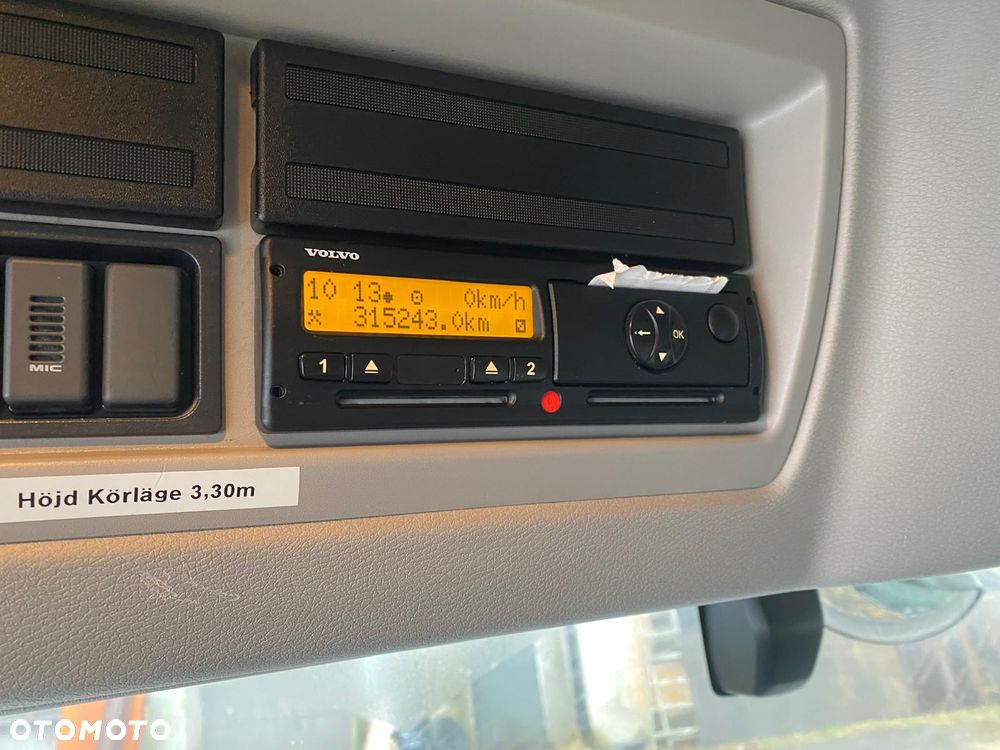 VOLVO
10 13 0km/h
315243.0km
1 2
OK
MIC
Höjd Körläge 3,30m
OTOMOTO